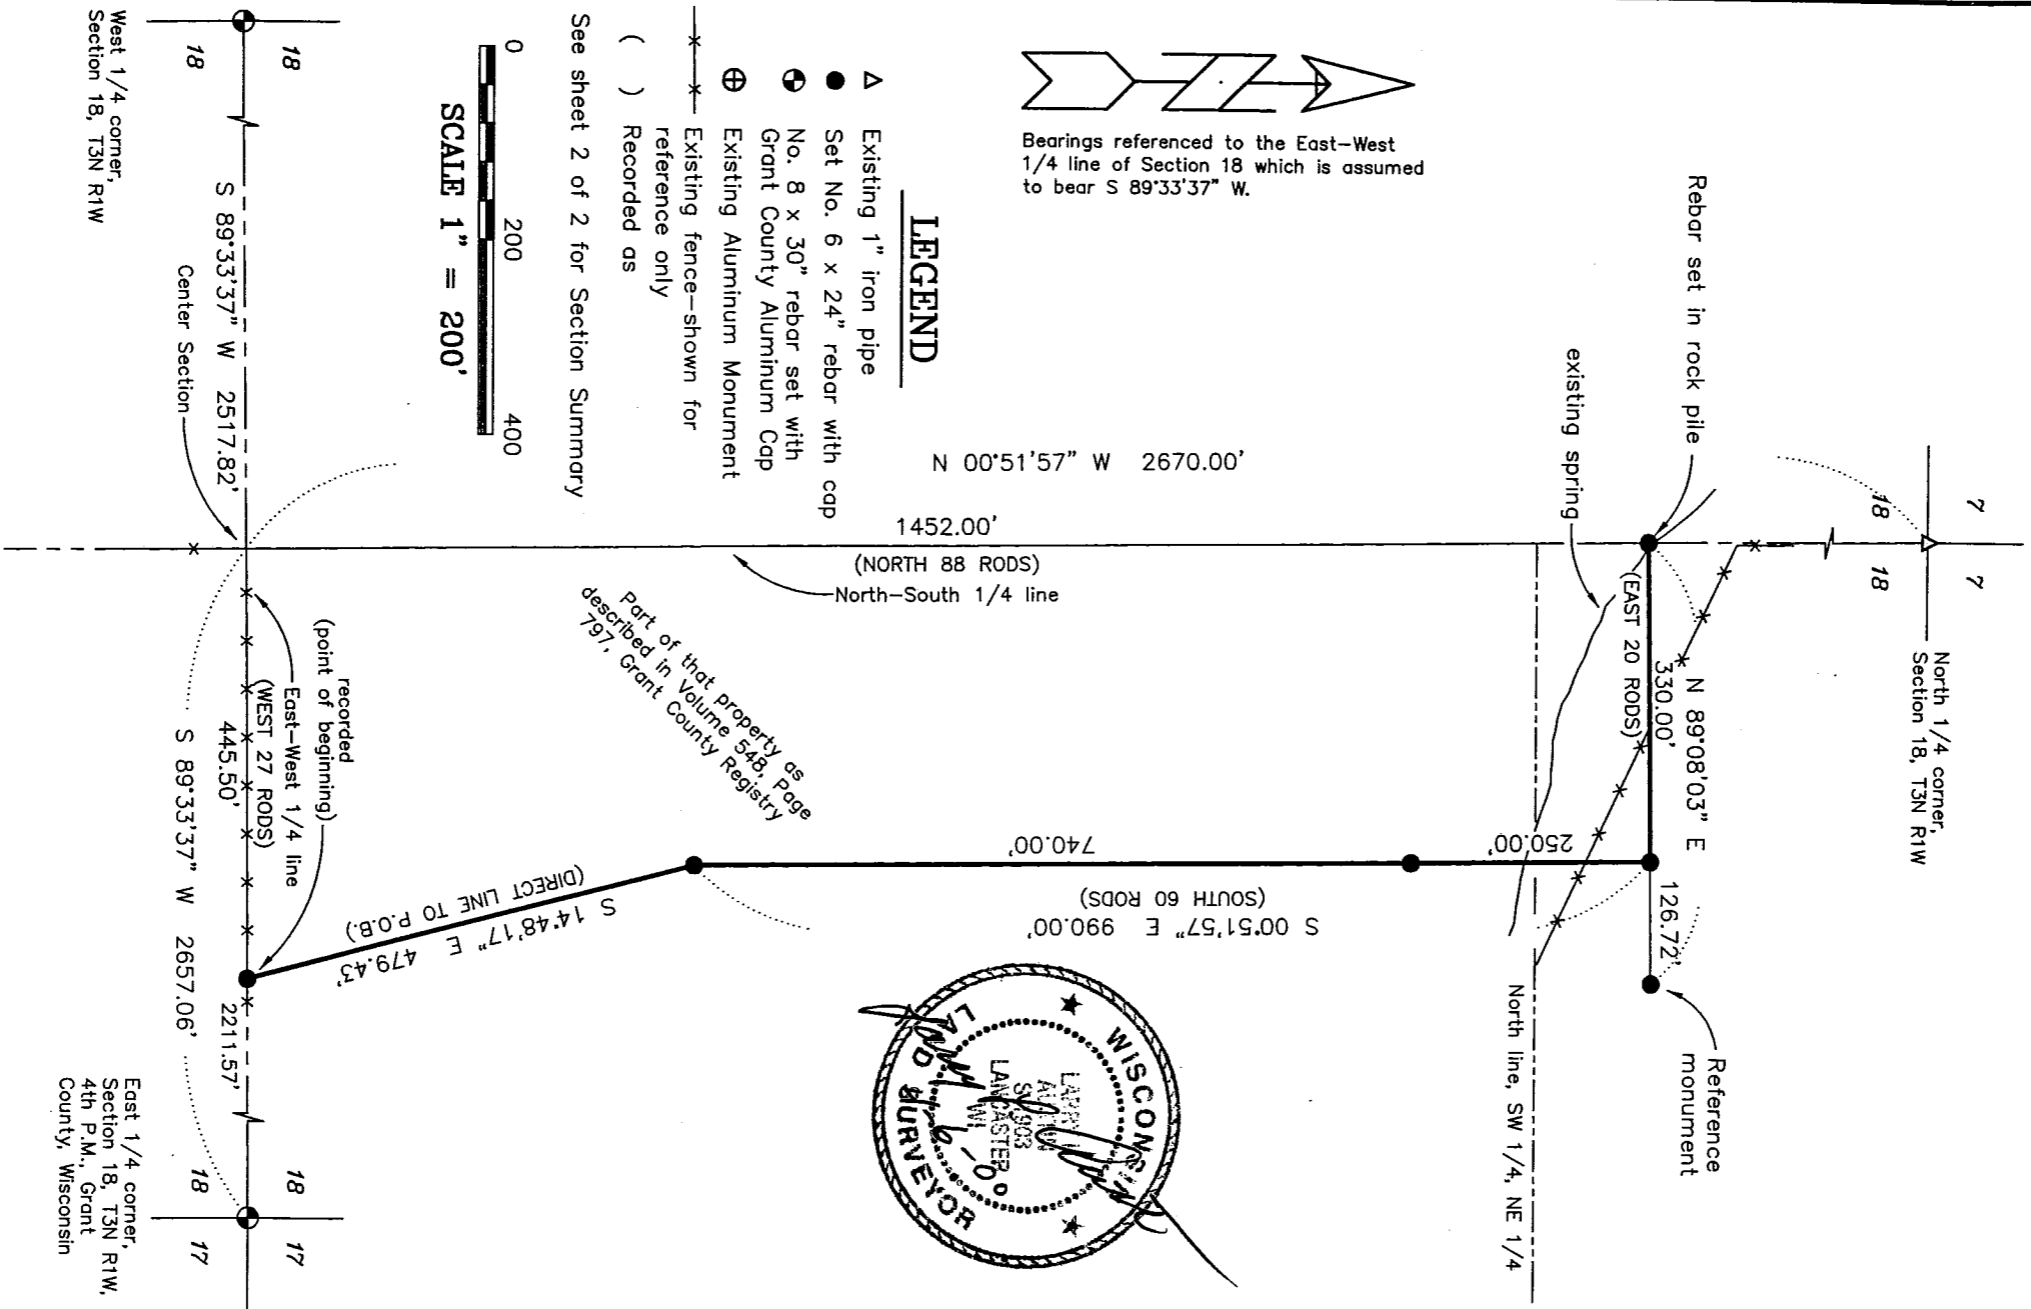 Bearings referenced to the East-West
1/4 line of Section 18 which is assumed
to bear S 89°33'37" W.
LEGEND
Existing 1" iron pipe
Set No. 6 x 24" rebar with cap
No. 8 x 30" rebar set with
Grant County Aluminum Cap
Existing Aluminum Monument
Existing fence-shown for
reference only
( ) Recorded as
See sheet 2 of 2 for Section Summary
0 200 400
SCALE 1" = 200'
West 1/4 corner,
Section 18, T3N R1W
18
18
S 89°33'37" W 2517.82'
Center Section
N 00°51'57" W 2670.00'
1452.00'
(NORTH 88 RODS)
North-South 1/4 line
Rebar set in rock pile
existing spring
18
7
18
7
North 1/4 corner,
Section 18, T3N R1W
N 89°08'03" E
330.00'
(EAST 20 RODS)
126.72'
Reference
monument
North line, SW 1/4, NE 1/4
250.00'
740.00'
S 00°51'57" E 990.00'
(SOUTH 60 RODS)
S 14°48'17" E 479.43'
(DIRECT LINE TO P.O.B.)
Part of that property as
described in Volume 548, Page
797, Grant County Registry
recorded
(point of beginning)
East-West 1/4 line
(WEST 27 RODS)
445.50'
S 89°33'37" W 2657.06'
2211.57'
18
18
17
17
East 1/4 corner,
Section 18, T3N R1W,
4th P.M., Grant
County, Wisconsin
WISCONSIN
LANCASTER
WI.
LAND SURVEYOR